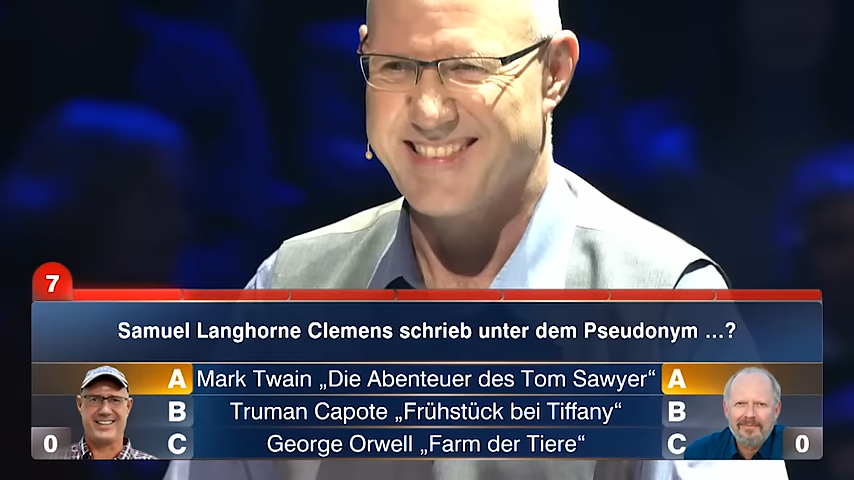 7
Samuel Langhorne Clemens schrieb unter dem Pseudonym ...?
A Mark Twain „Die Abenteuer des Tom Sawyer“ A
B Truman Capote „Frühstück bei Tiffany“ B
0 C George Orwell „Farm der Tiere“ C 0